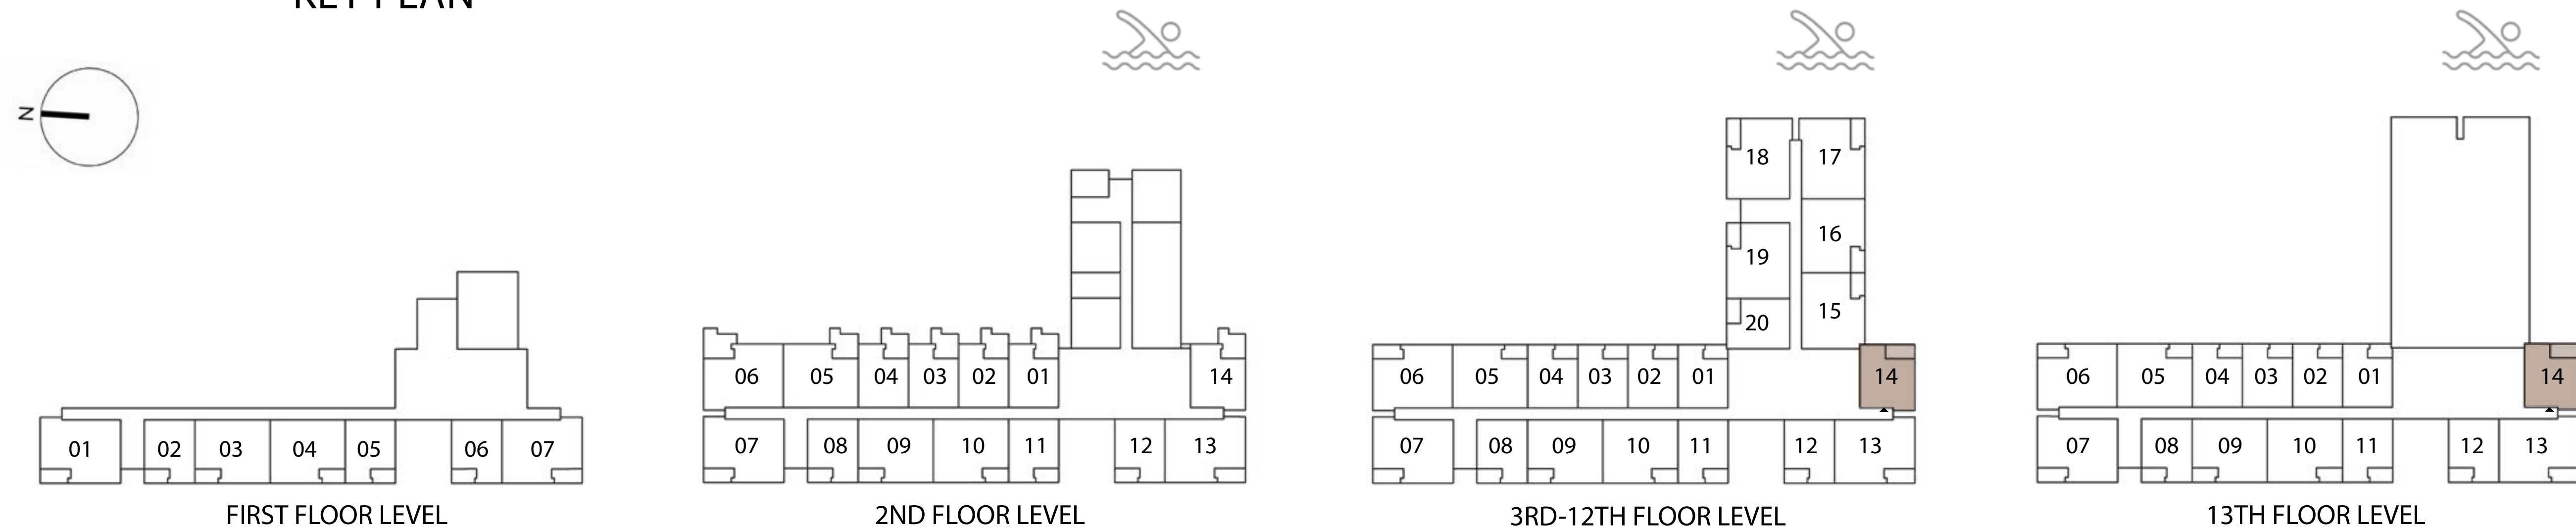 KEY PLAN
N
18 17
16
19
15
20
06 05 04 03 02 01 14
06 05 04 03 02 01 14
06 05 04 03 02 01 14
01 02 03 04 05 06 07
07 08 09 10 11 12 13
07 08 09 10 11 12 13
07 08 09 10 11 12 13
FIRST FLOOR LEVEL
2ND FLOOR LEVEL
3RD-12TH FLOOR LEVEL
13TH FLOOR LEVEL